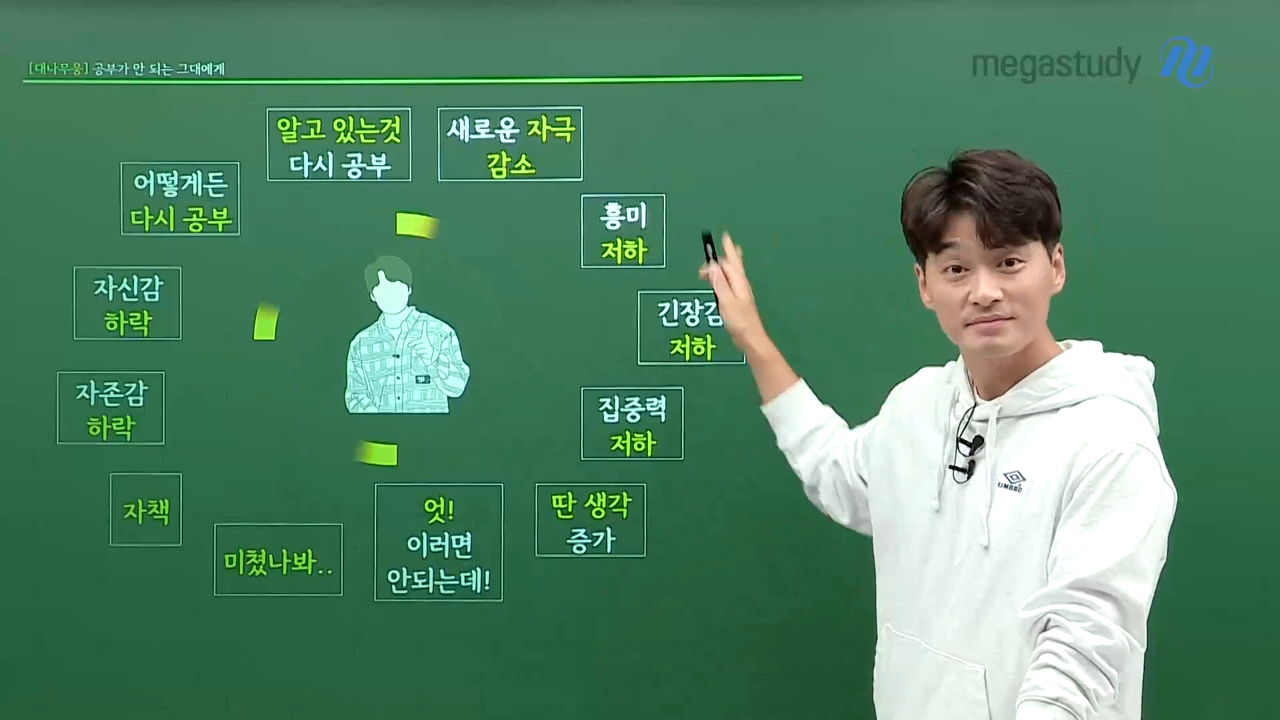 [대나무웅] 공부가 안 되는 그대에게
megastudy
알고 있는것
다시 공부
새로운 자극
감소
흥미
저하
긴장감
저하
집중력
저하
딴 생각
증가
엇!
이러면
안되는데!
미쳤나봐..
자책
자존감
하락
자신감
하락
어떻게든
다시 공부
UMBRO